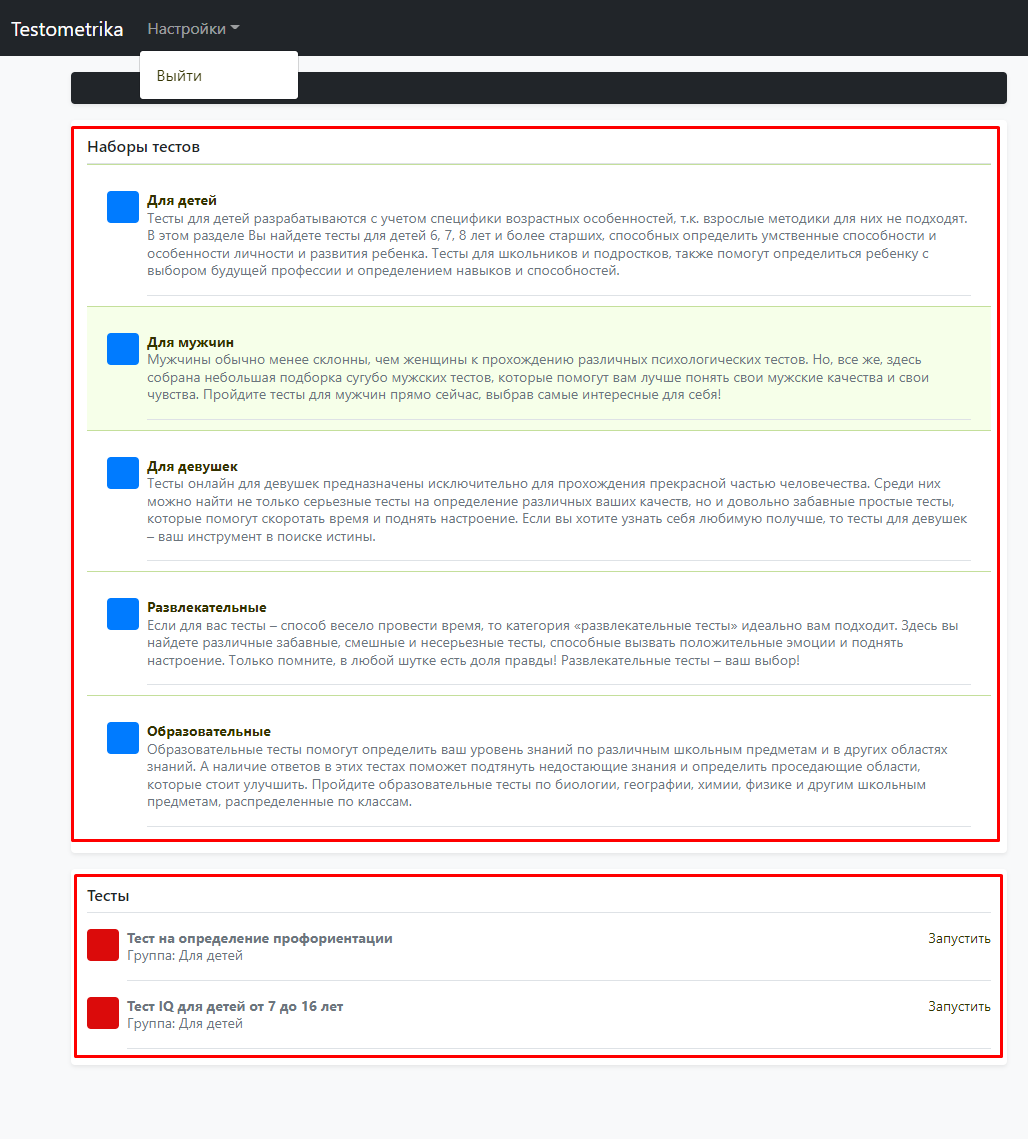 Testometrika
Настройки
Выйти
Наборы тестов
Для детей
Тесты для детей разрабатываются с учетом специфики возрастных особенностей, т.к. взрослые методики для них не подходят.
В этом разделе Вы найдете тесты для детей 6, 7, 8 лет и более старших, способных определить умственные способности и
особенности личности и развития ребенка. Тесты для школьников и подростков, также помогут определиться ребенку с
выбором будущей профессии и определением навыков и способностей.
Для мужчин
Мужчины обычно менее склонны, чем женщины к прохождению различных психологических тестов. Но, все же, здесь
собрана небольшая подборка сугубо мужских тестов, которые помогут вам лучше понять свои мужские качества и свои
чувства. Пройдите тесты для мужчин прямо сейчас, выбрав самые интересные для себя!
Для девушек
Тесты онлайн для девушек предназначены исключительно для прохождения прекрасной частью человечества. Среди них
можно найти не только серьезные тесты на определение различных ваших качеств, но и довольно забавные простые тесты,
которые помогут скоротать время и поднять настроение. Если вы хотите узнать себя любимую получше, то тесты для девушек
– ваш инструмент в поиске истины.
Развлекательные
Если для вас тесты – способ весело провести время, то категория «развлекательные тесты» идеально вам подходит. Здесь вы
найдете различные забавные, смешные и несерьезные тесты, способные вызвать положительные эмоции и поднять
настроение. Только помните, в любой шутке есть доля правды! Развлекательные тесты – ваш выбор!
Образовательные
Образовательные тесты помогут определить ваш уровень знаний по различным школьным предметам и в других областях
знаний. А наличие ответов в этих тестах поможет подтянуть недостающие знания и определить проседающие области,
которые стоит улучшить. Пройдите образовательные тесты по биологии, географии, химии, физике и другим школьным
предметам, распределенные по классам.
Тесты
Тест на определение профориентации
Запустить
Группа: Для детей
Тест IQ для детей от 7 до 16 лет
Запустить
Группа: Для детей